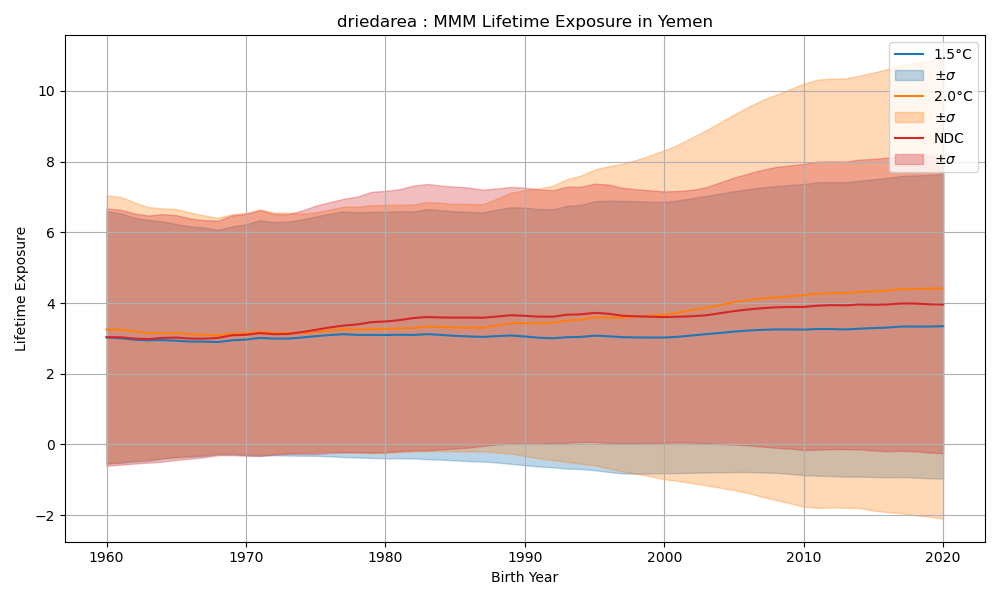 driedarea : MMM Lifetime Exposure in Yemen
1.5°C
±σ
2.0°C
±σ
NDC
±σ
Lifetime Exposure
10
8
6
4
2
0
−2
1960
1970
1980
1990
2000
2010
2020
Birth Year